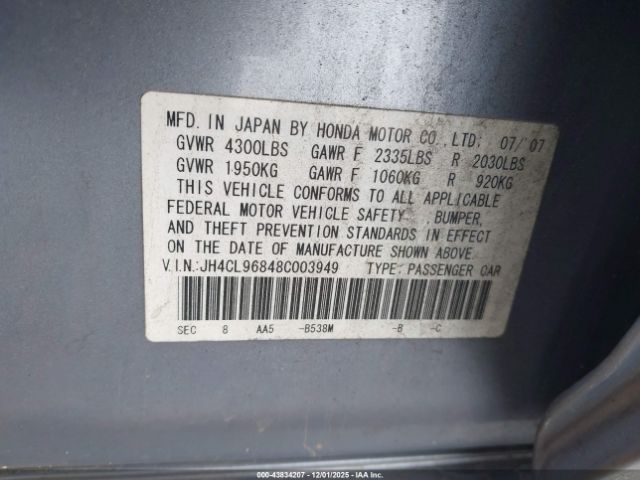 MFD. IN JAPAN BY HONDA MOTOR CO., LTD. 07/'07
GVWR 4300LBS GAWR F 2335LBS R 2030LBS
GVWR 1950KG GAWR F 1060KG R 920KG
THIS VEHICLE CONFORMS TO ALL APPLICABLE
FEDERAL MOTOR VEHICLE SAFETY, BUMPER,
AND THEFT PREVENTION STANDARDS IN EFFECT
ON THE DATE OF MANUFACTURE SHOWN ABOVE.
V.I.N.:JH4CL96848C003949 TYPE: PASSENGER CAR
SEC 8 AA5 -B538M -B -C
000-43834207 - 12/01/2025 - IAAI.COM